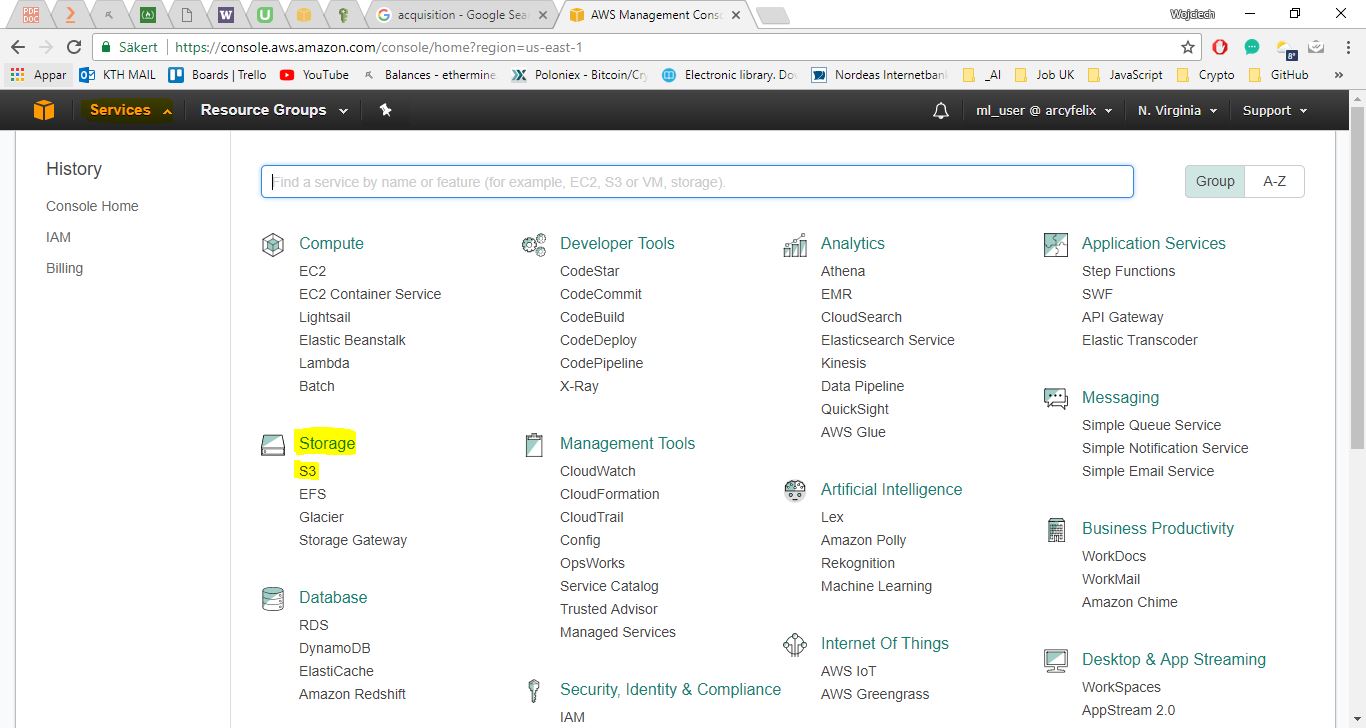 PDF DOC
W
U
acquisition - Google Sea
AWS Management Conso
Wojciech
Säkert
https://console.aws.amazon.com/console/home?region=us-east-1
8°
Appar
KTH MAIL
Boards | Trello
YouTube
Balances - ethermine
Poloniex - Bitcoin/Cry
Electronic library. Do
Nordeas Internetban
_AI
Job UK
JavaScript
Crypto
GitHub
»
Services
Resource Groups
ml_user @ arcyfelix
N. Virginia
Support
History
Console Home
IAM
Billing
Find a service by name or feature (for example, EC2, S3 or VM, storage).
Group
A-Z
Compute
EC2
EC2 Container Service
Lightsail
Elastic Beanstalk
Lambda
Batch
Storage
S3
EFS
Glacier
Storage Gateway
Database
RDS
DynamoDB
ElastiCache
Amazon Redshift
Developer Tools
CodeStar
CodeCommit
CodeBuild
CodeDeploy
CodePipeline
X-Ray
Management Tools
CloudWatch
CloudFormation
CloudTrail
Config
OpsWorks
Service Catalog
Trusted Advisor
Managed Services
Security, Identity & Compliance
IAM
Analytics
Athena
EMR
CloudSearch
Elasticsearch Service
Kinesis
Data Pipeline
QuickSight
AWS Glue
Artificial Intelligence
Lex
Amazon Polly
Rekognition
Machine Learning
Internet Of Things
AWS IoT
AWS Greengrass
Application Services
Step Functions
SWF
API Gateway
Elastic Transcoder
Messaging
Simple Queue Service
Simple Notification Service
Simple Email Service
Business Productivity
WorkDocs
WorkMail
Amazon Chime
Desktop & App Streaming
WorkSpaces
AppStream 2.0